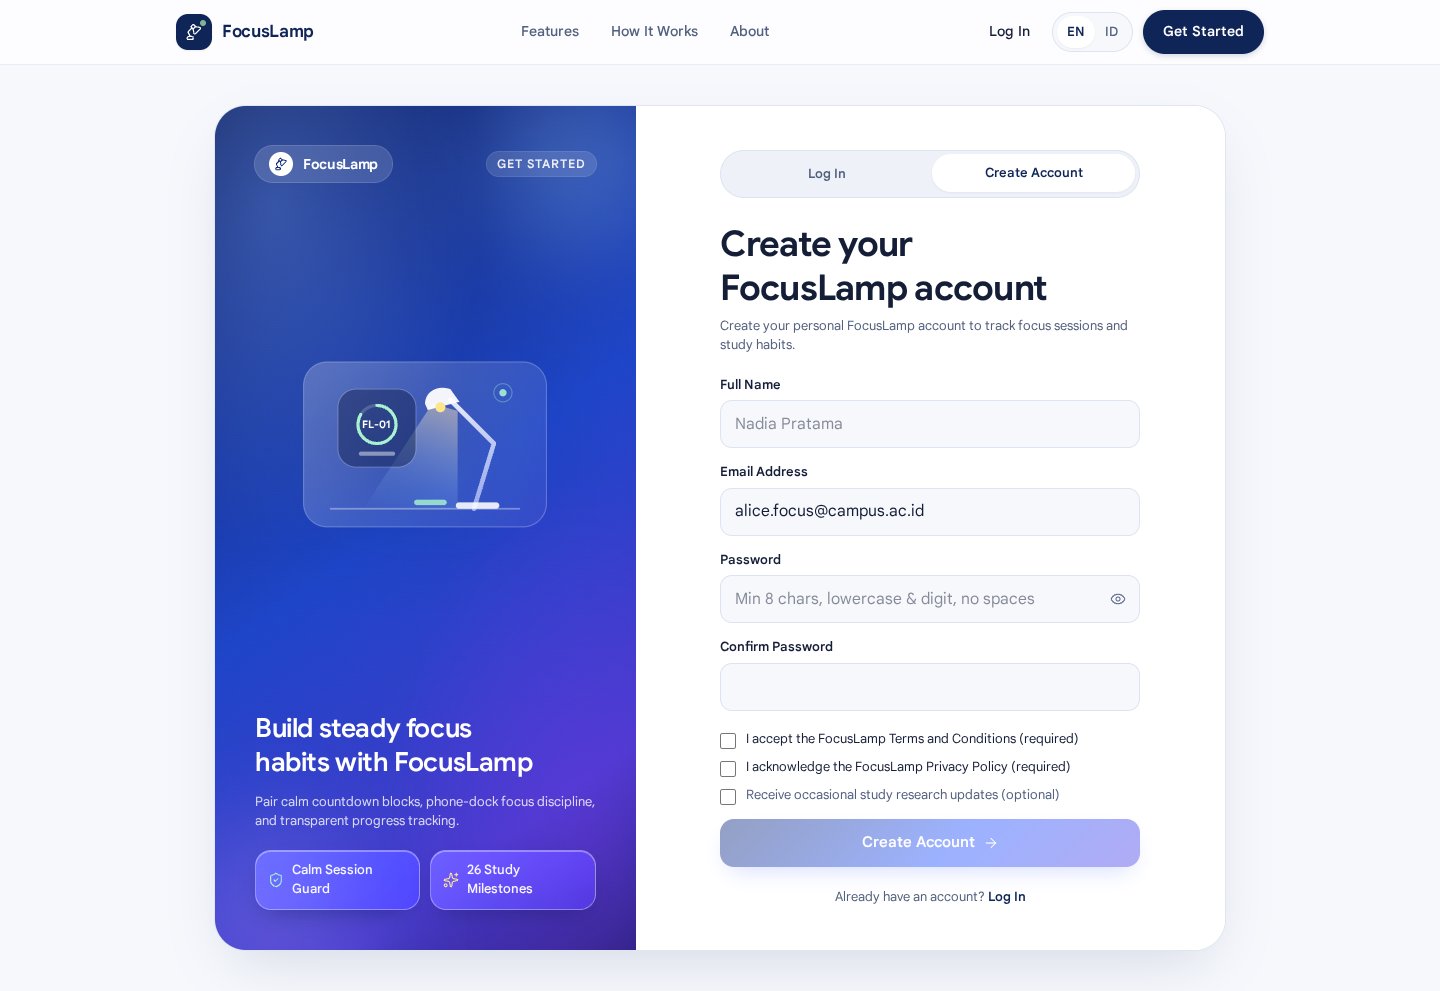 FocusLamp
Features
How It Works
About
Log In
EN
ID
Get Started
FocusLamp
GET STARTED
FL-01
Build steady focus
habits with FocusLamp
Pair calm countdown blocks, phone-dock focus discipline,
and transparent progress tracking.
Calm Session
Guard
26 Study
Milestones
Log In
Create Account
Create your
FocusLamp account
Create your personal FocusLamp account to track focus sessions and
study habits.
Full Name
Nadia Pratama
Email Address
alice.focus@campus.ac.id
Password
Min 8 chars, lowercase & digit, no spaces
Confirm Password
I accept the FocusLamp Terms and Conditions (required)
I acknowledge the FocusLamp Privacy Policy (required)
Receive occasional study research updates (optional)
Create Account
Already have an account? Log In